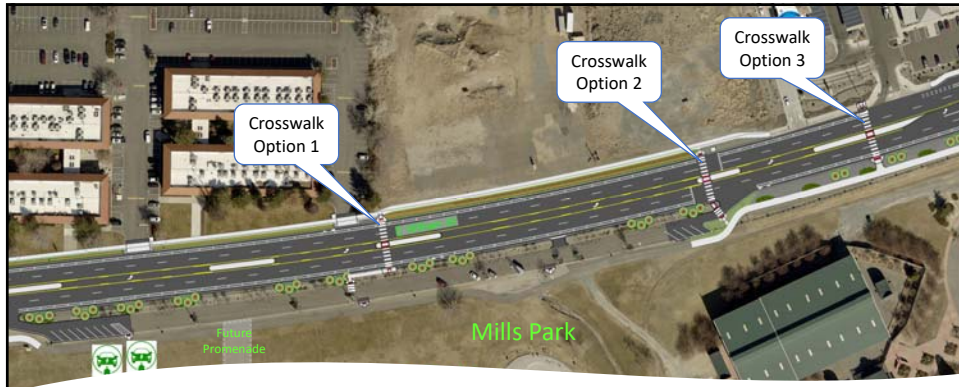 Crosswalk
Option 3
Crosswalk
Option 2
Crosswalk
Option 1
Mills Park
Future
Promenade